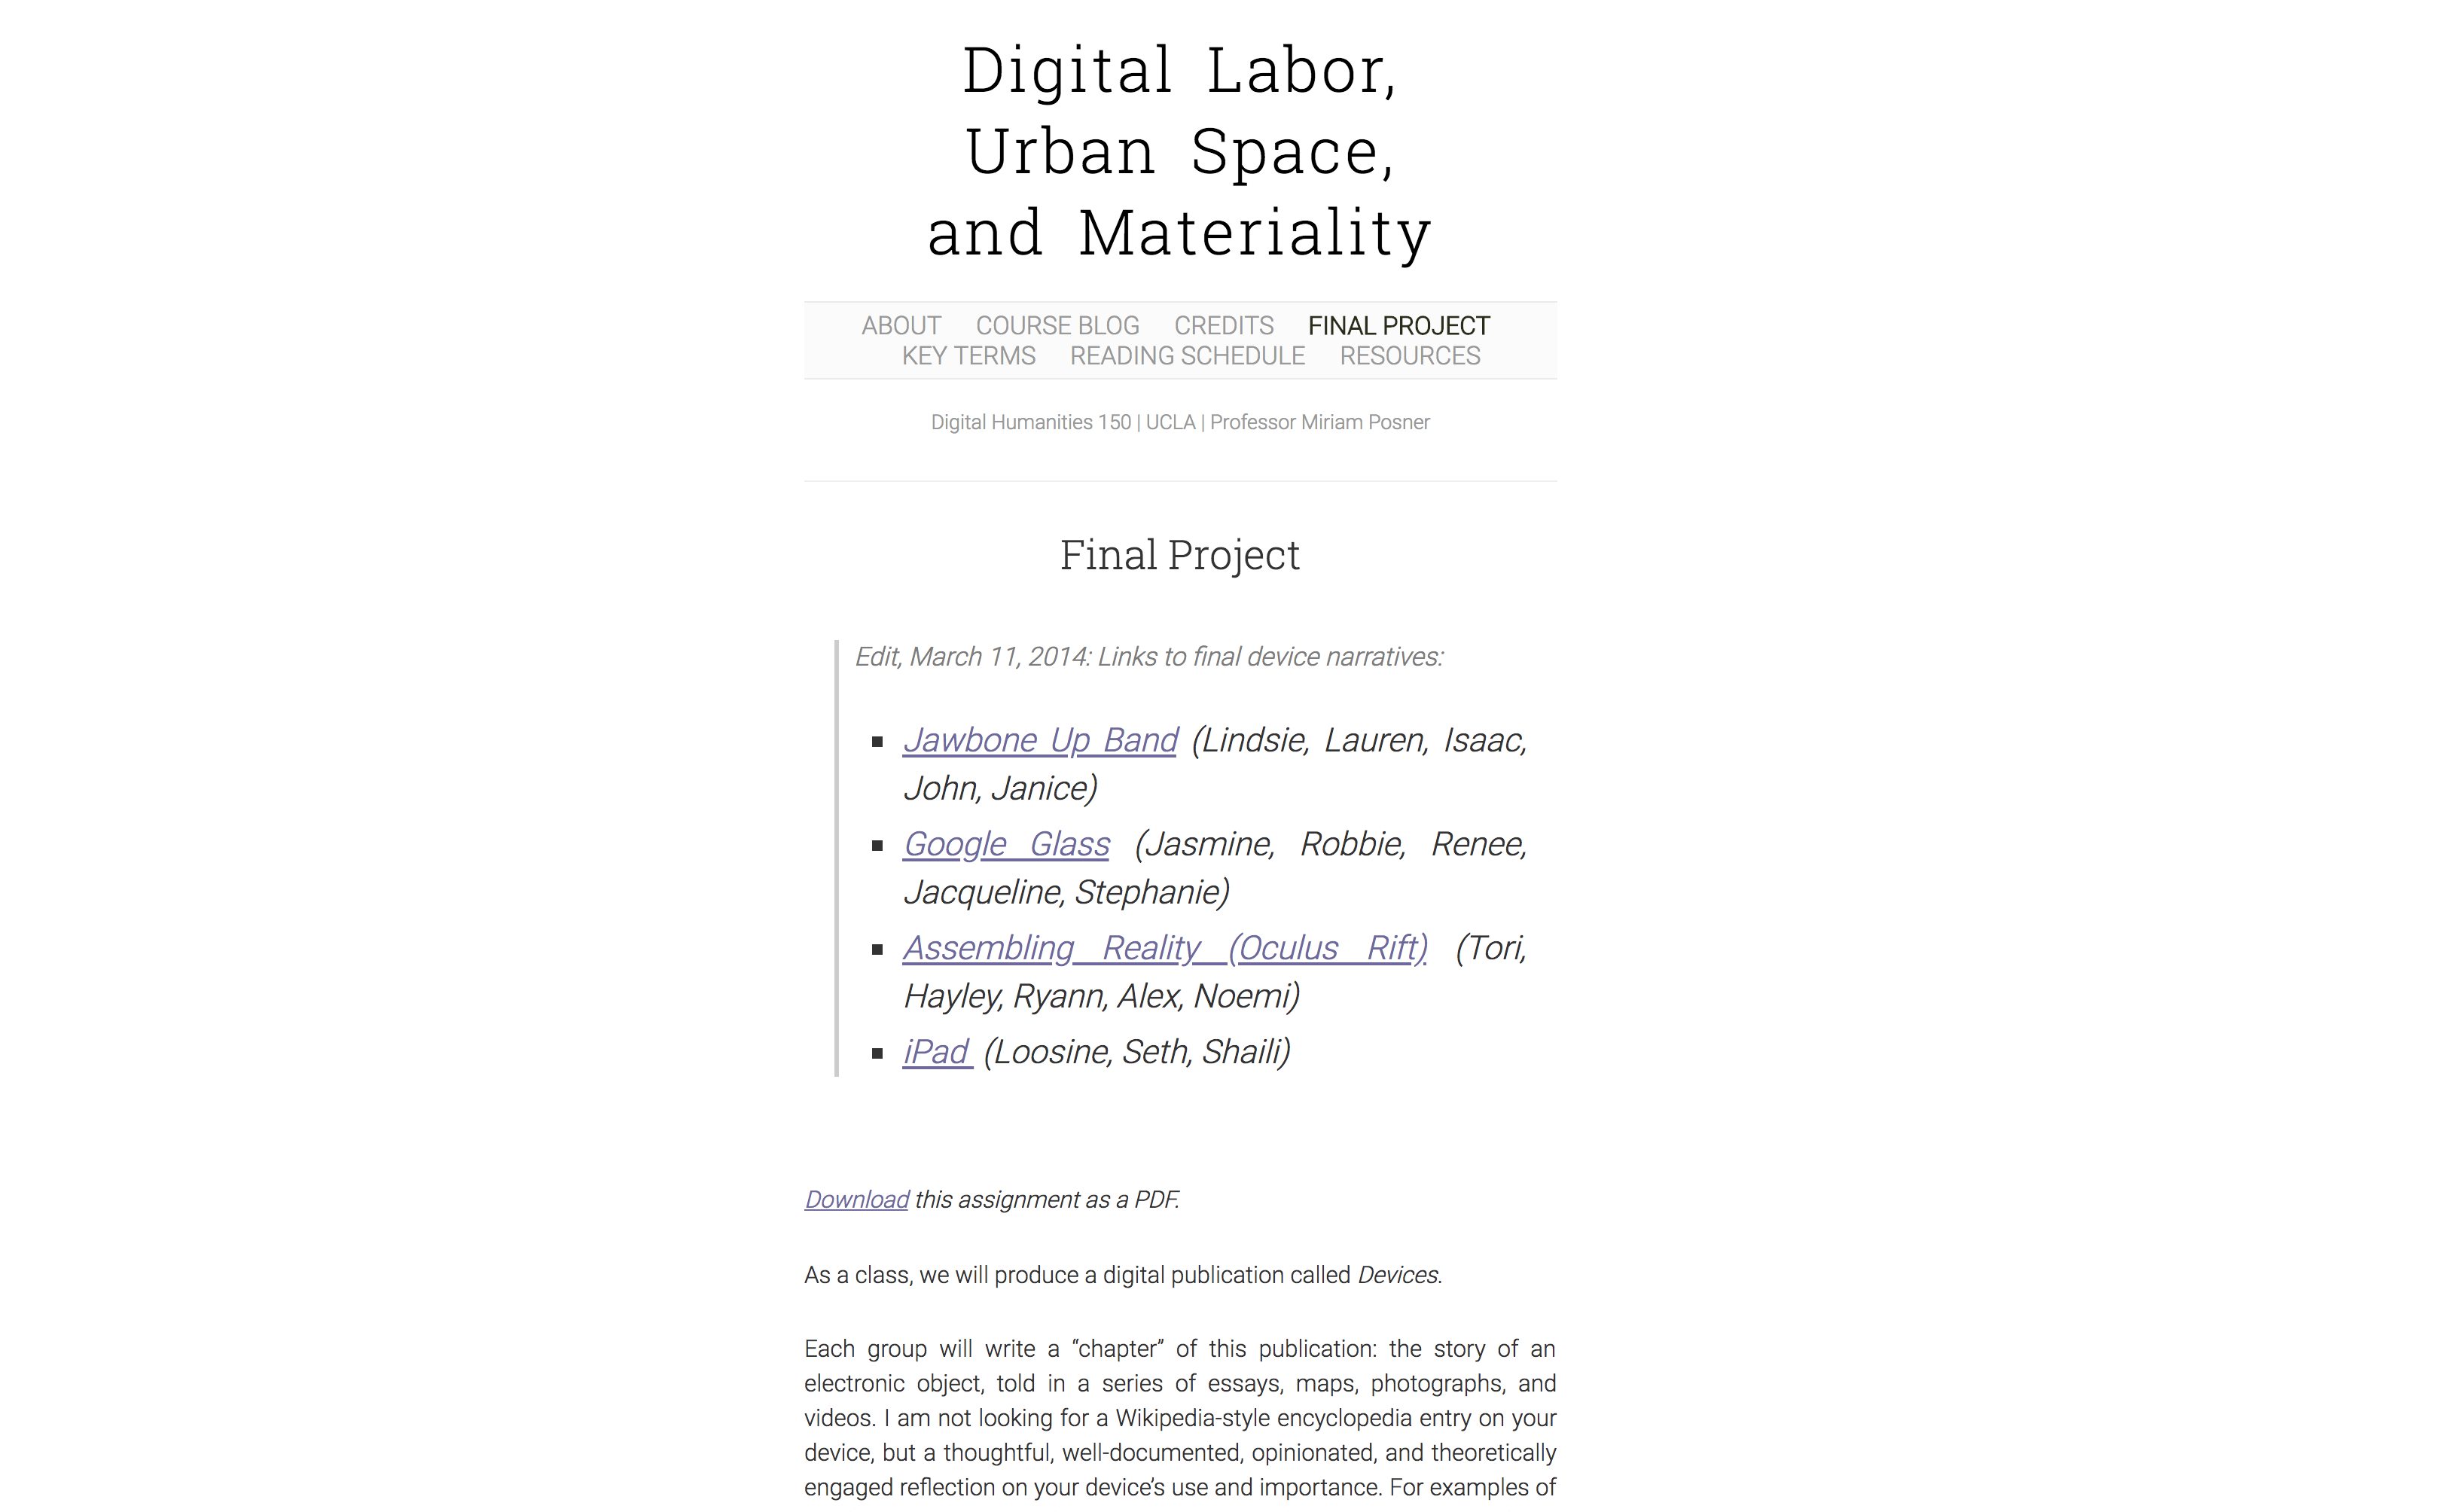 Digital Labor,
Urban Space,
and Materiality
ABOUT COURSE BLOG CREDITS FINAL PROJECT
KEY TERMS READING SCHEDULE RESOURCES
Digital Humanities 150 | UCLA | Professor Miriam Posner
Final Project
Edit, March 11, 2014: Links to final device narratives:
▪ Jawbone Up Band (Lindsie, Lauren, Isaac,
John, Janice)
▪ Google Glass (Jasmine, Robbie, Renee,
Jacqueline, Stephanie)
▪ Assembling Reality (Oculus Rift) (Tori,
Hayley, Ryann, Alex, Noemi)
▪ iPad (Loosine, Seth, Shaili)
Download this assignment as a PDF.
As a class, we will produce a digital publication called Devices.
Each group will write a “chapter” of this publication: the story of an
electronic object, told in a series of essays, maps, photographs, and
videos. I am not looking for a Wikipedia-style encyclopedia entry on your
device, but a thoughtful, well-documented, opinionated, and theoretically
engaged reflection on your device’s use and importance. For examples of